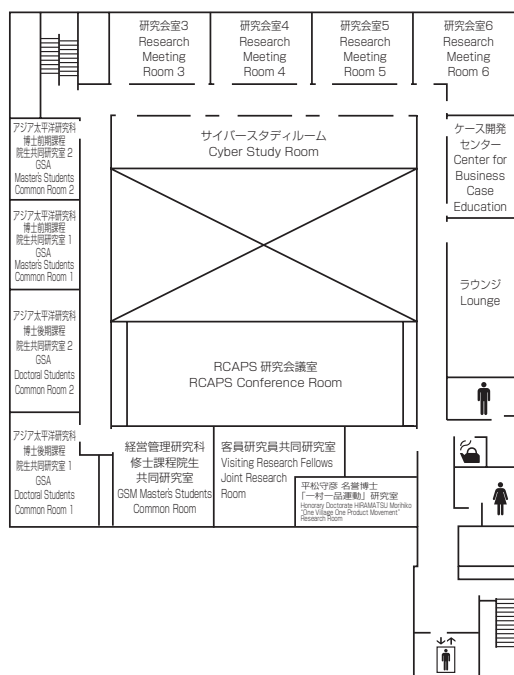 研究会室3
Research
Meeting
Room 3
研究会室4
Research
Meeting
Room 4
研究会室5
Research
Meeting
Room 5
研究会室6
Research
Meeting
Room 6
アジア太平洋研究科
博士前期課程
院生共同研究室 2
GSA
Master's Students
Common Room 2
サイバースタディルーム
Cyber Study Room
ケース開発
センター
Center for
Business
Case
Education
アジア太平洋研究科
博士前期課程
院生共同研究室 1
GSA
Master's Students
Common Room 1
ラウンジ
Lounge
アジア太平洋研究科
博士後期課程
院生共同研究室 2
GSA
Doctoral Students
Common Room 2
RCAPS 研究会議室
RCAPS Conference Room
アジア太平洋研究科
博士後期課程
院生共同研究室 1
GSA
Doctoral Students
Common Room 1
経営管理研究科
修士課程院生
共同研究室
GSM Master's Students
Common Room
客員研究員共同研究室
Visiting Research Fellows
Joint Research
Room
平松守彦 名誉博士
「一村一品運動」研究室
Honorary Doctorate HIRAMATSU Morihiko
"One Village One Product Movement"
Research Room